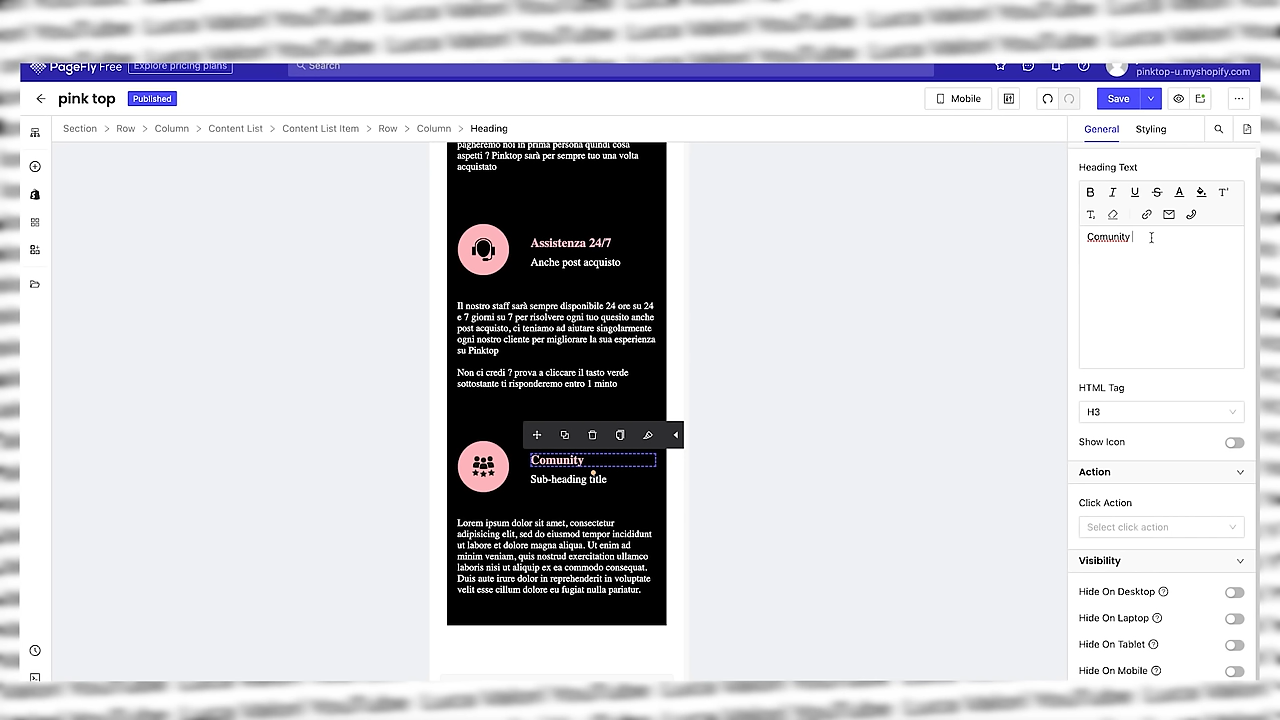 PageFly Free
Explore pricing plans
Search
pinktop-u.myshopify.com
pink top
Published
Mobile
Save
Section > Row > Column > Content List > Content List Item > Row > Column > Heading
General
Styling
pagheremo noi in prima persona quindi cosa
aspetti ? Pinktop sarà per sempre tuo una volta
acquistato
Assistenza 24/7
Anche post acquisto
Il nostro staff sarà sempre disponibile 24 ore su 24
e 7 giorni su 7 per risolvere ogni tuo quesito anche
post acquisto, ci teniamo ad aiutare singolarmente
ogni nostro cliente per migliorare la sua esperienza
su Pinktop
Non ci credi ? prova a cliccare il tasto verde
sottostante ti risponderemo entro 1 minto
Comunity
Sub-heading title
Lorem ipsum dolor sit amet, consectetur
adipisicing elit, sed do eiusmod tempor incididunt
ut labore et dolore magna aliqua. Ut enim ad
minim veniam, quis nostrud exercitation ullamco
laboris nisi ut aliquip ex ea commodo consequat.
Duis aute irure dolor in reprehenderit in voluptate
velit esse cillum dolore eu fugiat nulla pariatur.
Heading Text
Comunity
HTML Tag
H3
Show Icon
Action
Click Action
Select click action
Visibility
Hide On Desktop
Hide On Laptop
Hide On Tablet
Hide On Mobile